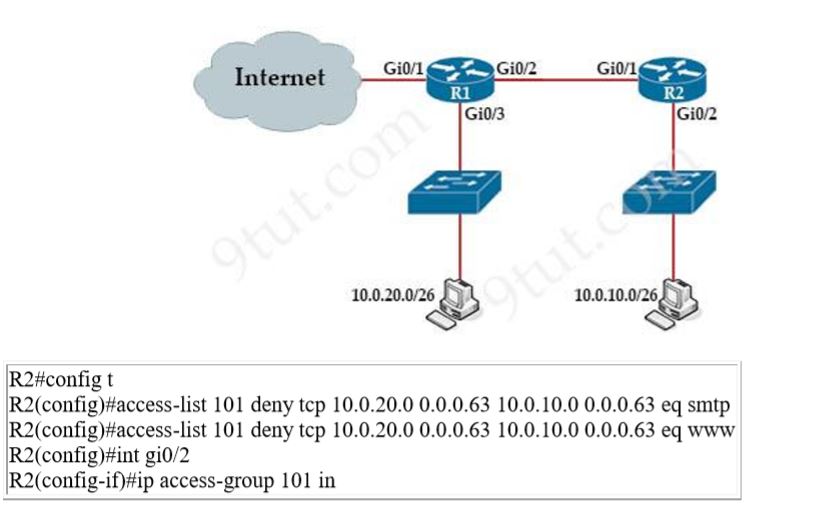 Internet
Gi0/1
R1
Gi0/2
Gi0/1
R2
Gi0/3
Gi0/2
9tut.com
9tut.com
10.0.20.0/26
10.0.10.0/26
R2#config t
R2(config)#access-list 101 deny tcp 10.0.20.0 0.0.0.63 10.0.10.0 0.0.0.63 eq smtp
R2(config)#access-list 101 deny tcp 10.0.20.0 0.0.0.63 10.0.10.0 0.0.0.63 eq www
R2(config)#int gi0/2
R2(config-if)#ip access-group 101 in